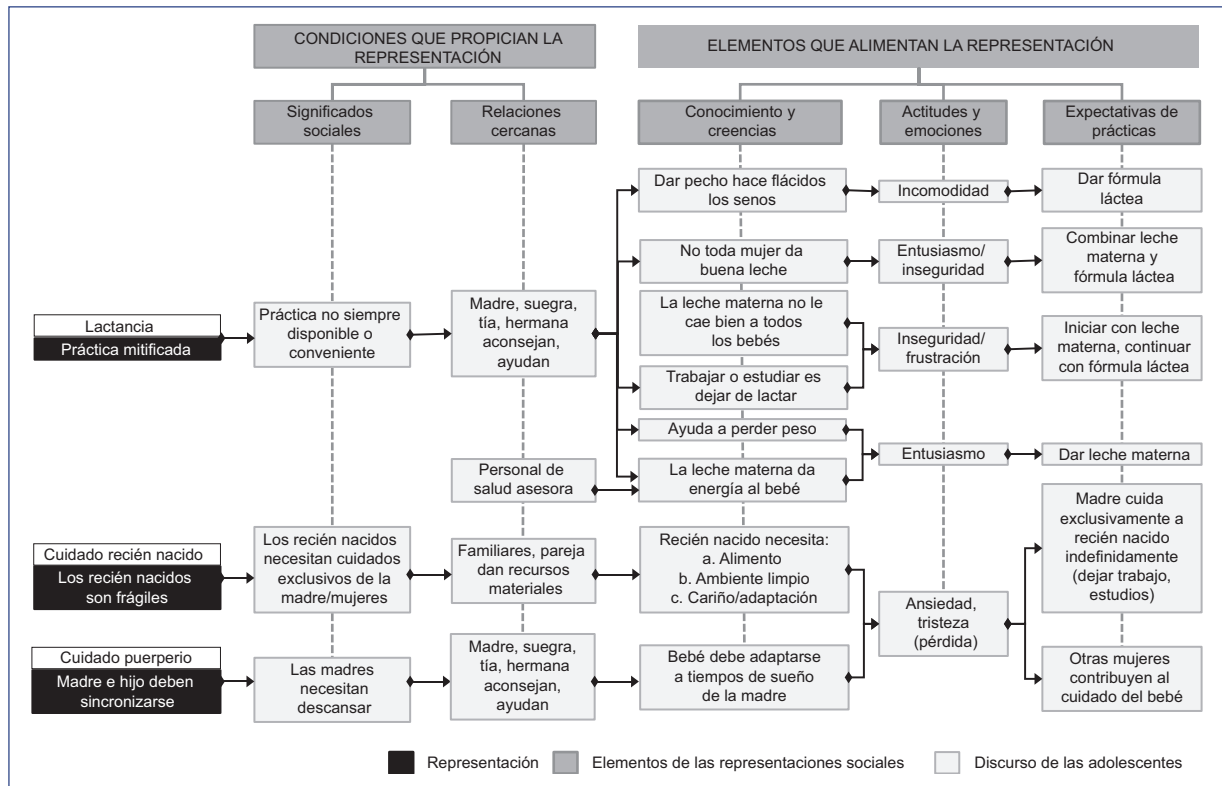 CONDICIONES QUE PROPICIAN LA
REPRESENTACIÓN
ELEMENTOS QUE ALIMENTAN LA REPRESENTACIÓN
Significados
sociales
Relaciones
cercanas
Conocimiento y
creencias
Actitudes y
emociones
Expectativas de
prácticas
Lactancia
Práctica mitificada
Práctica no siempre
disponible o
conveniente
Madre, suegra,
tía, hermana
aconsejan,
ayudan
Dar pecho hace flácidos
los senos
Incomodidad
Dar fórmula
láctea
No toda mujer da
buena leche
Entusiasmo/
inseguridad
Combinar leche
materna y
fórmula láctea
La leche materna no le
cae bien a todos
los bebés
Trabajar o estudiar es
dejar de lactar
Inseguridad/
frustración
Iniciar con leche
materna, continuar
con fórmula láctea
Ayuda a perder peso
Personal de
salud asesora
La leche materna da
energía al bebé
Entusiasmo
Dar leche materna
Cuidado recién nacido
Los recién nacidos
son frágiles
Los recién nacidos
necesitan cuidados
exclusivos de la
madre/mujeres
Familiares, pareja
dan recursos
materiales
Recién nacido necesita:
a. Alimento
b. Ambiente limpio
c. Cariño/adaptación
Ansiedad,
tristeza
(pérdida)
Madre cuida
exclusivamente a
recién nacido
indefinidamente
(dejar trabajo,
estudios)
Cuidado puerperio
Madre e hijo deben
sincronizarse
Las madres
necesitan
descansar
Madre, suegra,
tía, hermana
aconsejan,
ayudan
Bebé debe adaptarse
a tiempos de sueño
de la madre
Otras mujeres
contribuyen al
cuidado del bebé
Representación
Elementos de las representaciones sociales
Discurso de las adolescentes